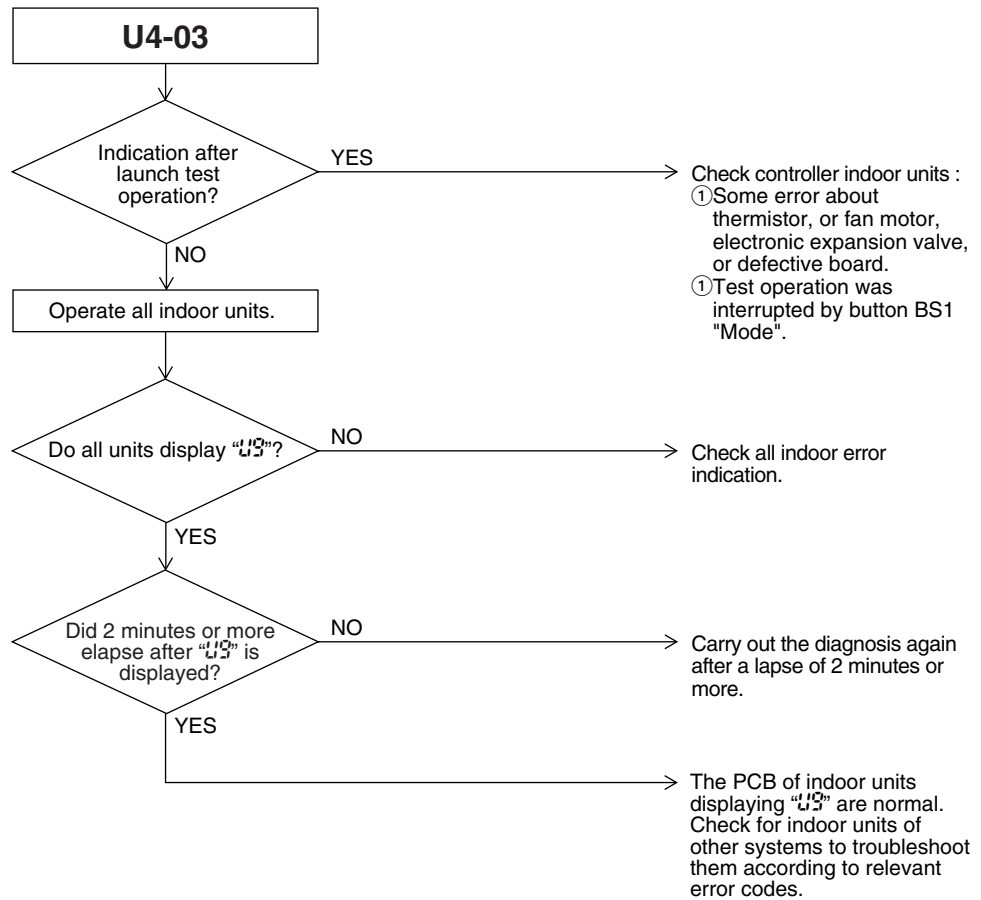 U4-03
Indication after
launch test
operation?
YES
Check controller indoor units :
①Some error about
thermistor, or fan motor,
electronic expansion valve,
or defective board.
①Test operation was
interrupted by button BS1
"Mode".
NO
Operate all indoor units.
Do all units display “U9”?
NO
Check all indoor error
indication.
YES
Did 2 minutes or more
elapse after “U9” is
displayed?
NO
Carry out the diagnosis again
after a lapse of 2 minutes or
more.
YES
The PCB of indoor units
displaying “U9” are normal.
Check for indoor units of
other systems to troubleshoot
them according to relevant
error codes.